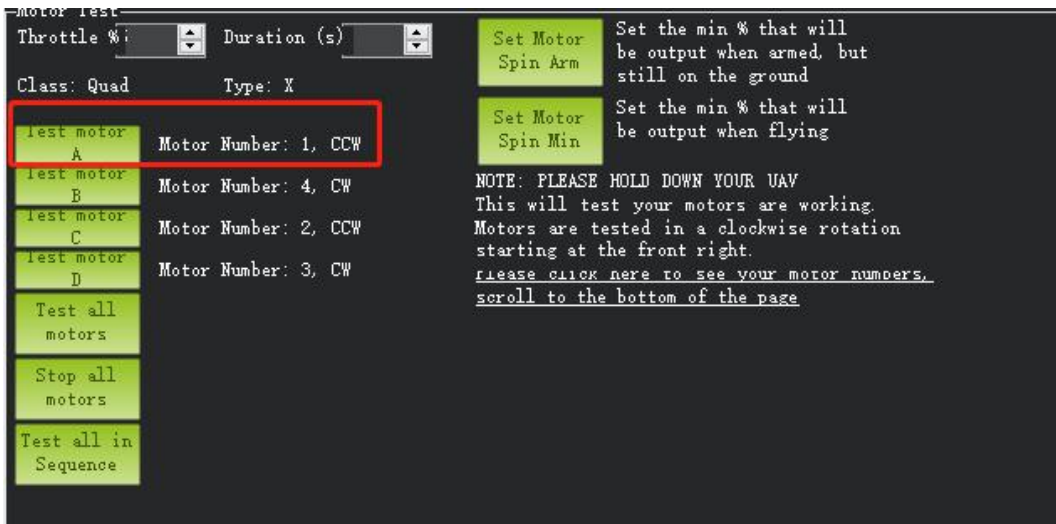 Motor Test
Throttle %
Duration (s)
Class: Quad
Type: X
Test motor
A
Motor Number: 1, CCW
Test motor
B
Motor Number: 4, CW
Test motor
C
Motor Number: 2, CCW
Test motor
D
Motor Number: 3, CW
Test all
motors
Stop all
motors
Test all in
Sequence
Set Motor
Spin Arm
Set the min % that will
be output when armed, but
still on the ground
Set Motor
Spin Min
Set the min % that will
be output when flying
NOTE: PLEASE HOLD DOWN YOUR UAV
This will test your motors are working.
Motors are tested in a clockwise rotation
starting at the front right.
Please click here to see your motor numbers,
scroll to the bottom of the page